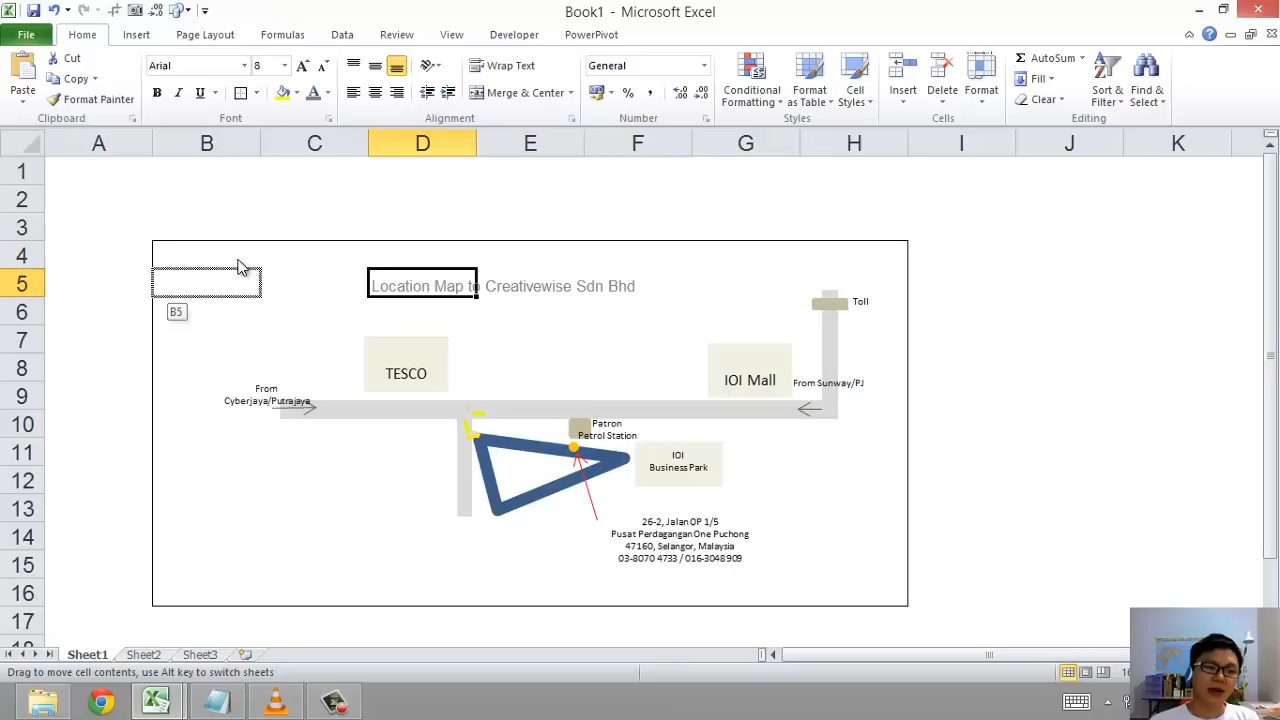 Book1 - Microsoft Excel
File Home Insert Page Layout Formulas Data Review View Developer PowerPivot
Paste Cut Copy Format Painter Clipboard
Arial 8 A A B I U A Font
Wrap Text Merge & Center Alignment
General % , Number
Conditional Formatting Format as Table Cell Styles Styles
Insert Delete Format Cells
Σ AutoSum Fill Clear Sort & Filter Find & Select Editing
A B C D E F G H I J K
1
2
3
4
5 Location Map to Creativewise Sdn Bhd
B5
6 Toll
7
8 TESCO IOI Mall From Sunway/PJ
9 From
Cyberjaya/Putrajaya
10 Patron
Petrol Station
11 IOI
Business Park
12
13
14 26-2, Jalan OP 1/5
Pusat Perdagangan One Puchong
47160, Selangor, Malaysia
03-8070 4733 / 016-3048909
15
16
17
Sheet1 Sheet2 Sheet3
Drag to move cell contents, use Alt key to switch sheets